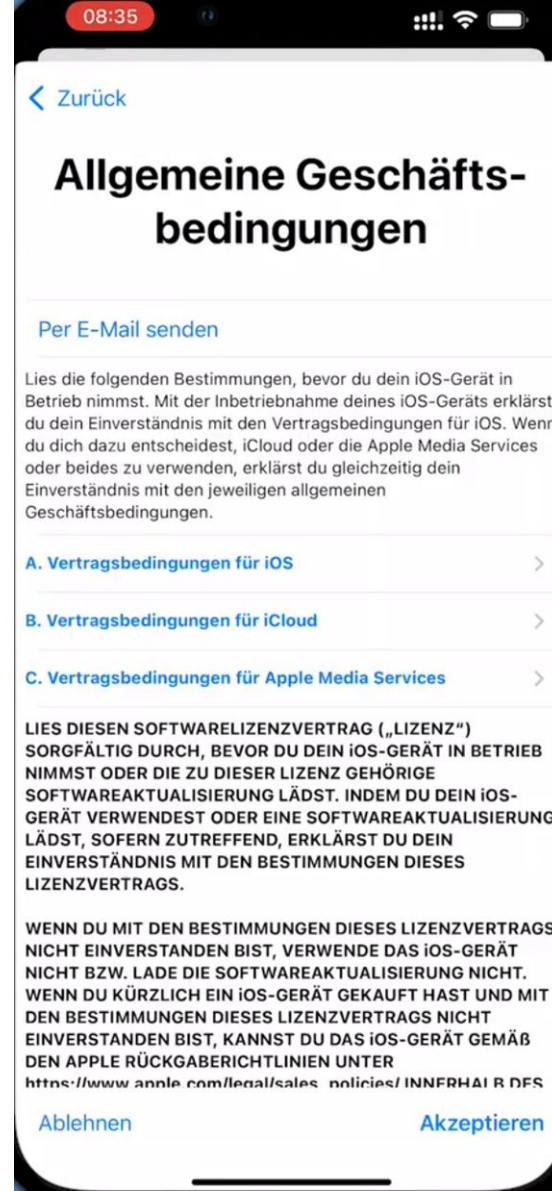 08:35
Zurück
Allgemeine Geschäfts-
bedingungen
Per E-Mail senden
Lies die folgenden Bestimmungen, bevor du dein iOS-Gerät in
Betrieb nimmst. Mit der Inbetriebnahme deines iOS-Geräts erklärst
du dein Einverständnis mit den Vertragsbedingungen für iOS. Wenn
du dich dazu entscheidest, iCloud oder die Apple Media Services
oder beides zu verwenden, erklärst du gleichzeitig dein
Einverständnis mit den jeweiligen allgemeinen
Geschäftsbedingungen.
A. Vertragsbedingungen für iOS
B. Vertragsbedingungen für iCloud
C. Vertragsbedingungen für Apple Media Services
LIES DIESEN SOFTWARELIZENZVERTRAG („LIZENZ“)
SORGFÄLTIG DURCH, BEVOR DU DEIN iOS-GERÄT IN BETRIEB
NIMMST ODER DIE ZU DIESER LIZENZ GEHÖRIGE
SOFTWAREAKTUALISIERUNG LÄDST. INDEM DU DEIN iOS-
GERÄT VERWENDEST ODER EINE SOFTWAREAKTUALISIERUNG
LÄDST, SOFERN ZUTREFFEND, ERKLÄRST DU DEIN
EINVERSTÄNDNIS MIT DEN BESTIMMUNGEN DIESES
LIZENZVERTRAGS.
WENN DU MIT DEN BESTIMMUNGEN DIESES LIZENZVERTRAGS
NICHT EINVERSTANDEN BIST, VERWENDE DAS iOS-GERÄT
NICHT BZW. LADE DIE SOFTWAREAKTUALISIERUNG NICHT.
WENN DU KÜRZLICH EIN iOS-GERÄT GEKAUFT HAST UND MIT
DEN BESTIMMUNGEN DIESES LIZENZVERTRAGS NICHT
EINVERSTANDEN BIST, KANNST DU DAS iOS-GERÄT GEMÄß
DEN APPLE RÜCKGABERICHTLINIEN UNTER
https://www.apple.com/legal/sales_policies/ INNERHALB DES
Ablehnen
Akzeptieren